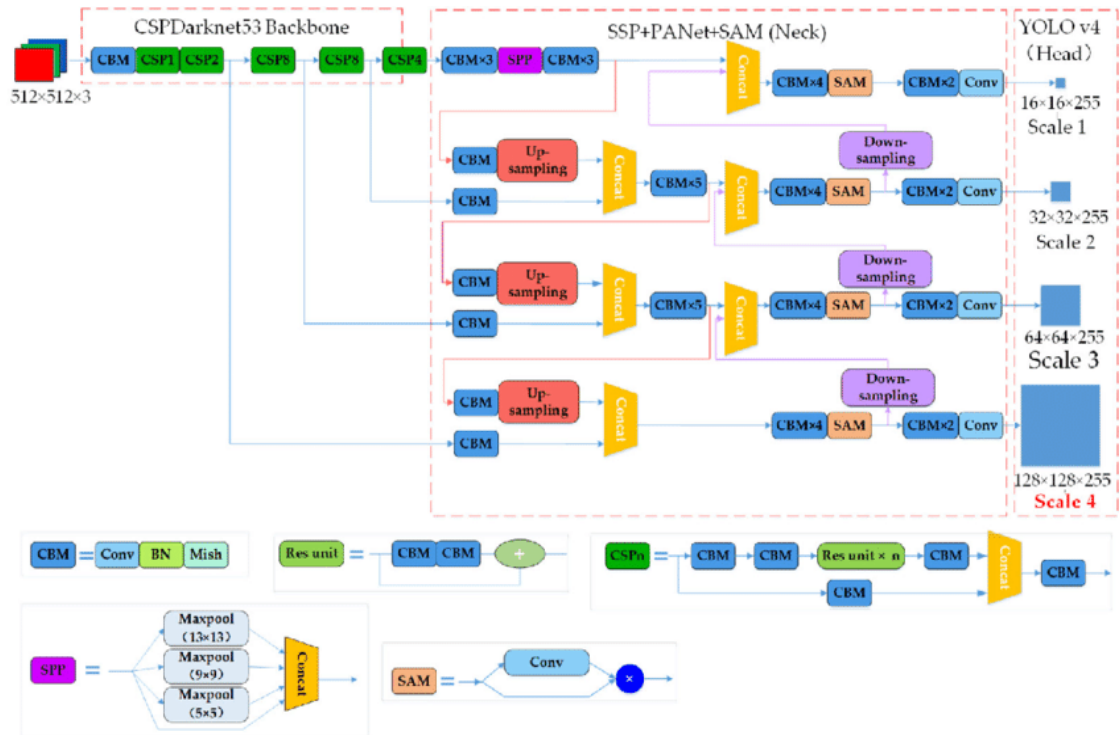 CSPDarknet53 Backbone
SSP+PANet+SAM (Neck)
YOLO v4
(Head)
512×512×3
CBM CSP1 CSP2 CSP8 CSP8 CSP4 CBM×3 SPP CBM×3 Concat CBM×4 SAM CBM×2 Conv
16×16×255
Scale 1
Down-
sampling
CBM Up-
sampling
CBM Concat CBM×5 Concat CBM×4 SAM CBM×2 Conv
32×32×255
Scale 2
Down-
sampling
CBM Up-
sampling
CBM Concat CBM×5 Concat CBM×4 SAM CBM×2 Conv
64×64×255
Scale 3
Down-
sampling
CBM Up-
sampling
CBM Concat CBM×4 SAM CBM×2 Conv
128×128×255
Scale 4
CBM = Conv BN Mish
Res unit = CBM CBM +
CSPn = CBM CBM Res unit × n CBM Concat CBM
CBM
SPP = Maxpool
(13×13)
Maxpool
(9×9)
Maxpool
(5×5)
Concat
SAM = Conv ×